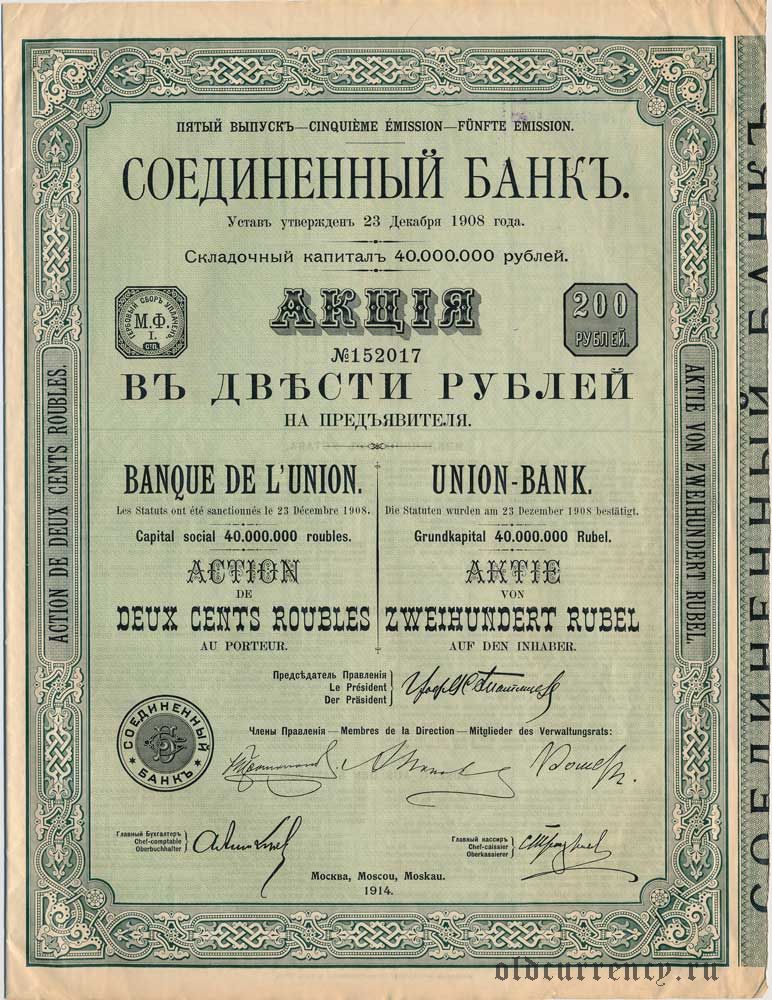 ПЯТЫЙ ВЫПУСКЪ—CINQUIÈME ÉMISSION—FÜNFTE EMISSION.
СОЕДИНЕННЫЙ БАНКЪ.
Уставъ утвержденъ 23 Декабря 1908 года.
Складочный капиталъ 40.000.000 рублей.
ГЕРБОВЫЙ СБОРЪ УПЛАЧЕНЪ.
М.Ф.
I.
СП.
АКЦІЯ
200
РУБЛЕЙ.
№152017
ВЪ ДВѢСТИ РУБЛЕЙ
НА ПРЕДЪЯВИТЕЛЯ.
BANQUE DE L'UNION.
Les Statuts ont été sanctionnés le 23 Décembre 1908.
Capital social 40.000.000 roubles.
ACTION
DE
DEUX CENTS ROUBLES
AU PORTEUR.
UNION-BANK.
Die Statuten wurden am 23 Dezember 1908 bestätigt.
Grundkapital 40.000.000 Rubel.
AKTIE
VON
ZWEIHUNDERT RUBEL
AUF DEN INHABER.
ACTION DE DEUX CENTS ROUBLES.
AKTIE VON ZWEIHUNDERT RUBEL.
СОЕДИНЕННЫЙ БАНКЪ
Предсѣдатель Правленія
Le Président
Der Präsident
СОЕДИНЕННЫЙ
БАНКЪ
Члены Правленія—Membres de la Direction—Mitglieder des Verwaltungsrats:
Главный Бухгалтеръ
Chef-comptable
Oberbuchhalter
Главный кассиръ
Chef-caissier
Oberkassierer
Москва, Moscou, Moskau.
1914.
oldcurrency.ru